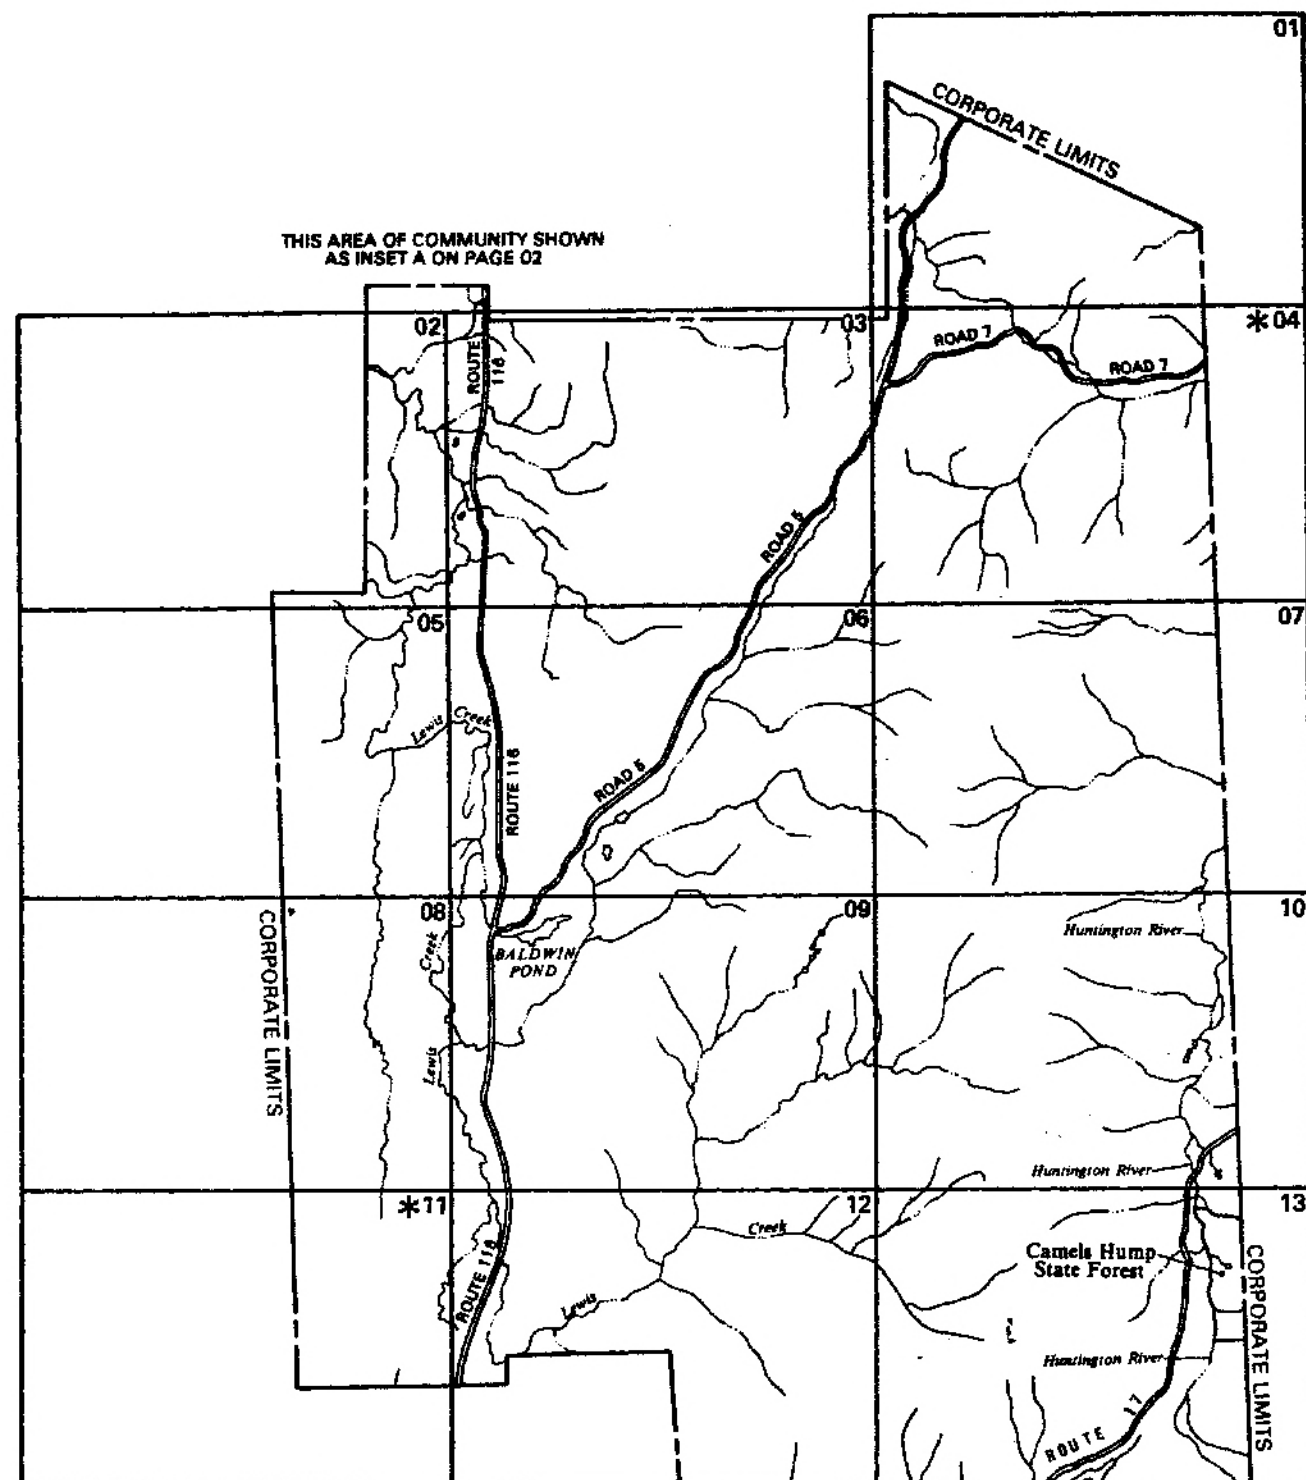 01
CORPORATE LIMITS
THIS AREA OF COMMUNITY SHOWN
AS INSET A ON PAGE 02
02
ROUTE
116
03
ROAD 7
*04
ROAD 7
ROAD 5
05
06
07
Lewis Creek
ROUTE 116
ROAD 5
08
09
10
CORPORATE LIMITS
Creek
BALDWIN
POND
Huntington River
Lewis
Huntington River
*11
12
13
Creek
Camels Hump
State Forest
CORPORATE LIMITS
ROUTE 116
Lewis
Huntington River
ROUTE 17